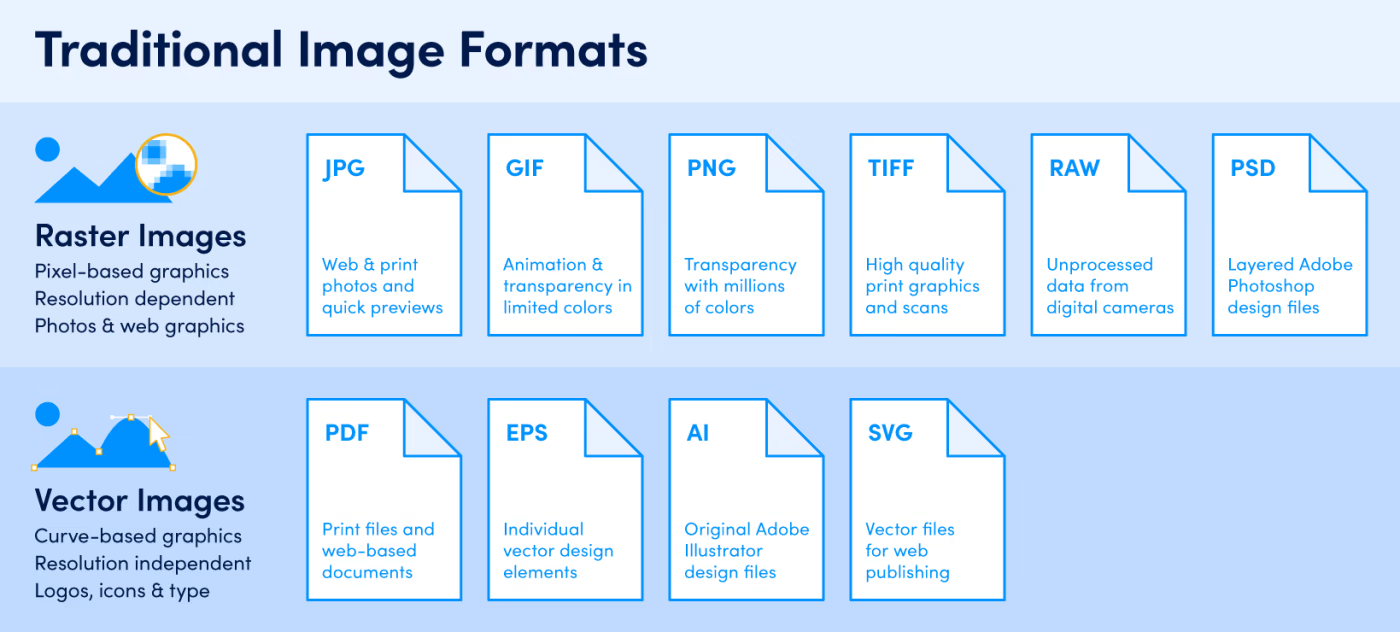 Traditional Image Formats
Raster Images
Pixel-based graphics
Resolution dependent
Photos & web graphics
JPG
Web & print
photos and
quick previews
GIF
Animation &
transparency in
limited colors
PNG
Transparency
with millions
of colors
TIFF
High quality
print graphics
and scans
RAW
Unprocessed
data from
digital cameras
PSD
Layered Adobe
Photoshop
design files
Vector Images
Curve-based graphics
Resolution independent
Logos, icons & type
PDF
Print files and
web-based
documents
EPS
Individual
vector design
elements
AI
Original Adobe
Illustrator
design files
SVG
Vector files
for web
publishing